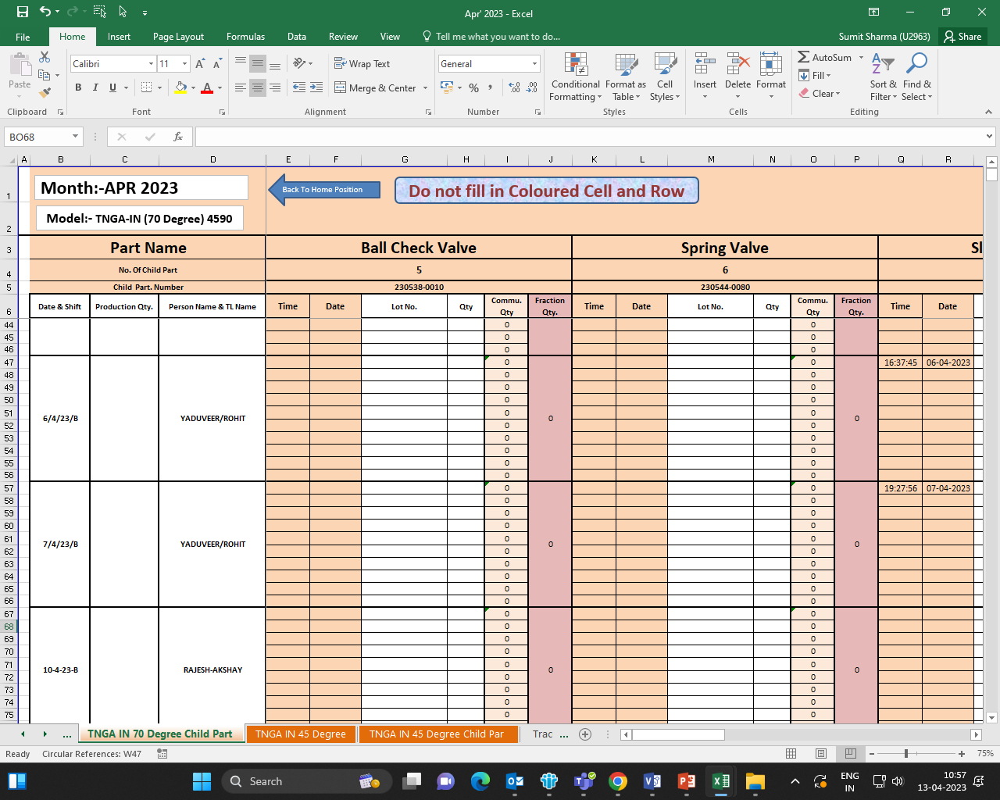 Apr' 2023 - Excel
File Home Insert Page Layout Formulas Data Review View Tell me what you want to do... Sumit Sharma (U2963) Share
Paste Calibri 11 Wrap Text General Conditional Formatting Format as Table Cell Styles Insert Delete Format AutoSum Fill Clear Sort & Filter Find & Select
B I U Merge & Center % ,
Clipboard Font Alignment Number Styles Cells Editing
BO68 fx
A B C D E F G H I J K L M N O P Q R
1 Month:-APR 2023 Back To Home Position Do not fill in Coloured Cell and Row
2 Model:- TNGA-IN (70 Degree) 4590
3 Part Name Ball Check Valve Spring Valve Sl
4 No. Of Child Part 5 6
5 Child Part. Number 230538-0010 230544-0080
6 Date & Shift Production Qty. Person Name & TL Name Time Date Lot No. Qty Commu. Qty Fraction Qty. Time Date Lot No. Qty Commu. Qty Fraction Qty. Time Date
44 0 0
45 0 0
46 0 0
47 0 0 16:37:45 06-04-2023
48 0 0
49 0 0
50 0 0
51 6/4/23/B YADUVEER/ROHIT 0 0 0 0
52 0 0
53 0 0
54 0 0
55 0 0
56 0 0
57 0 0 19:27:56 07-04-2023
58 0 0
59 0 0
60 0 0
61 7/4/23/B YADUVEER/ROHIT 0 0 0 0
62 0 0
63 0 0
64 0 0
65 0 0
66 0 0
67 0 0
68 0 0
69 0 0
70 0 0
71 10-4-23-B RAJESH-AKSHAY 0 0 0 0
72 0 0
73 0 0
74 0 0
75 0 0
... TNGA IN 70 Degree Child Part TNGA IN 45 Degree TNGA IN 45 Degree Child Par Trac ...
Ready Circular References: W47 75%
Search ENG IN 10:57 13-04-2023